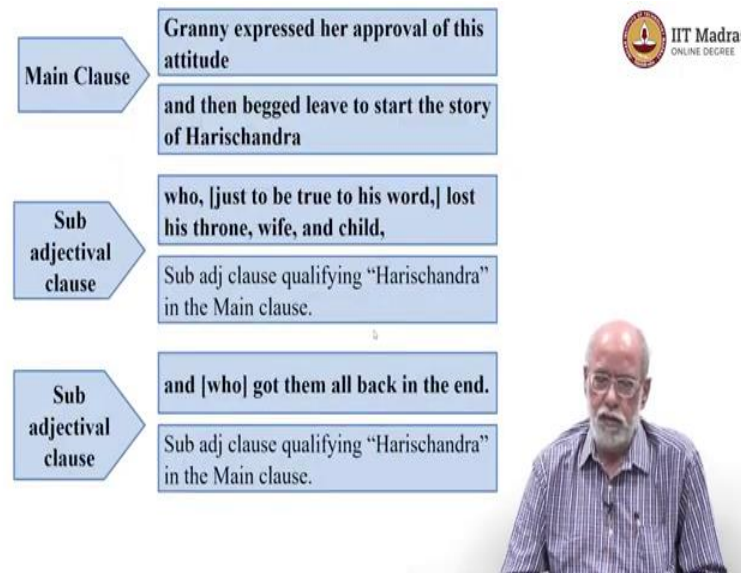 IIT Madras
ONLINE DEGREE
Main Clause
Granny expressed her approval of this
attitude
and then begged leave to start the story
of Harischandra
Sub
adjectival
clause
who, [just to be true to his word,] lost
his throne, wife, and child,
Sub adj clause qualifying “Harischandra”
in the Main clause.
Sub
adjectival
clause
and [who] got them all back in the end.
Sub adj clause qualifying “Harischandra”
in the Main clause.